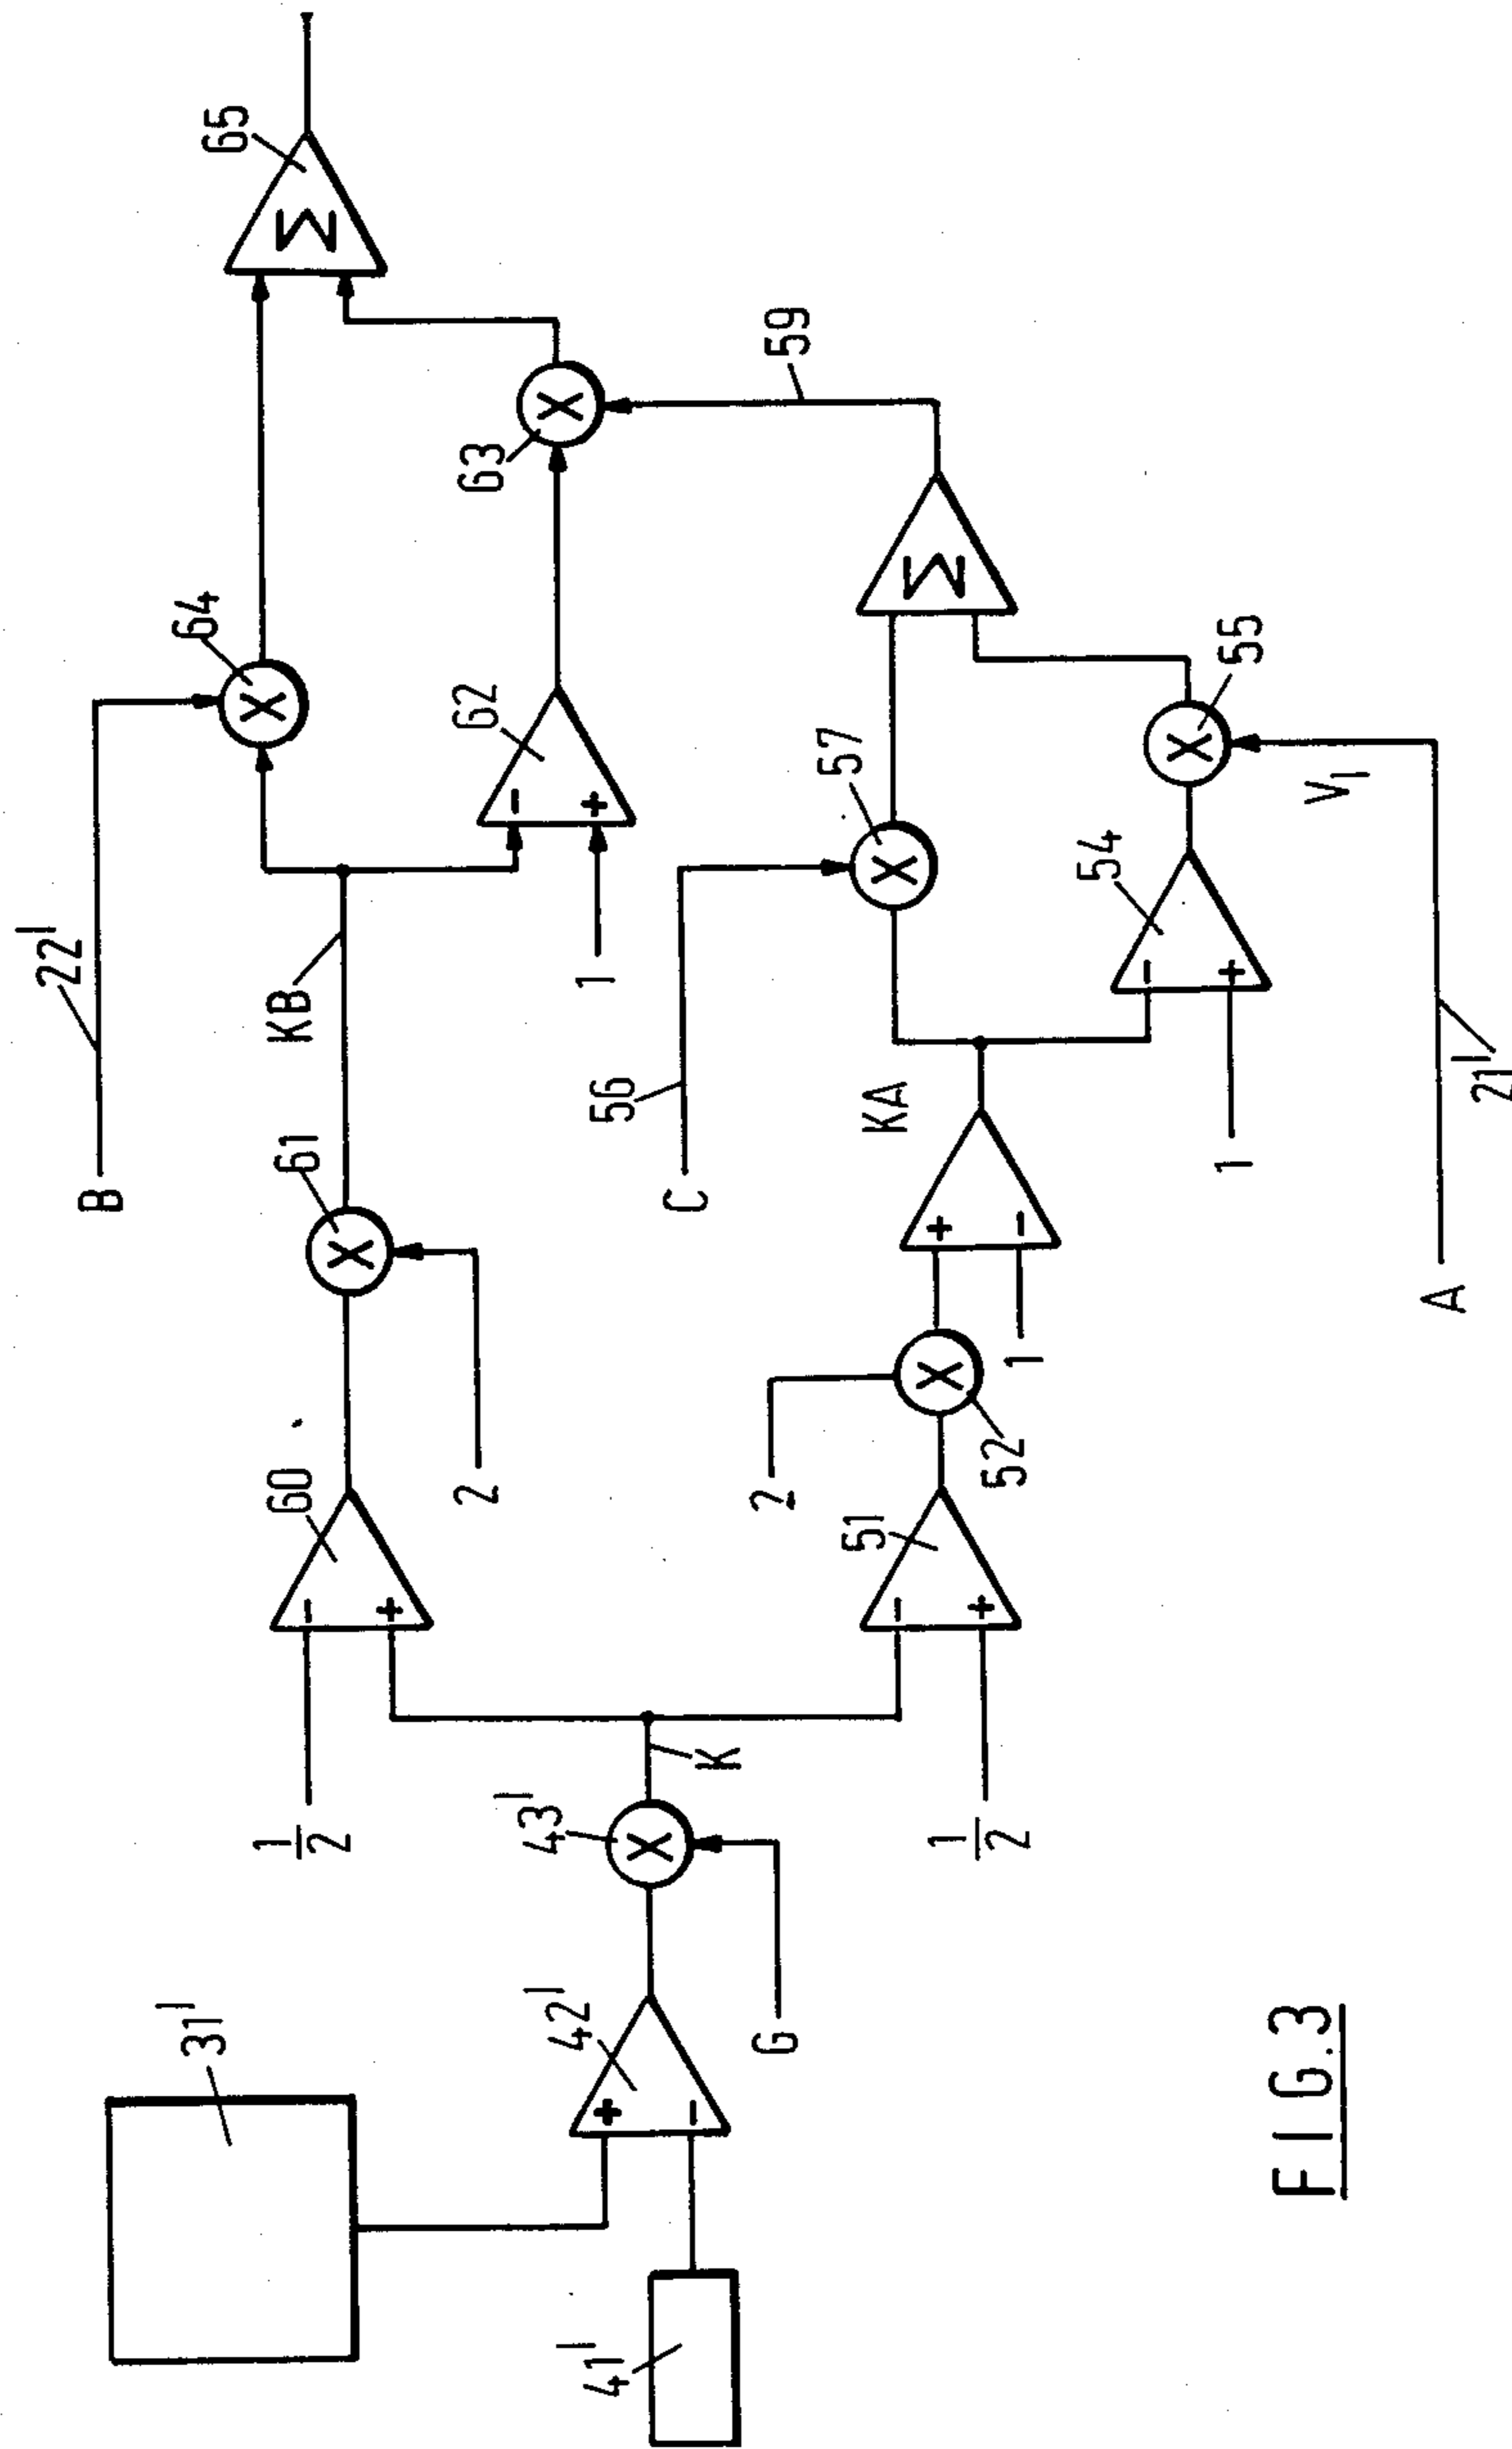 22'
B
31'
64
65
X
Σ
60
61
KB
1/2
−
+
X
2
62
63
−
+
1
X
41'
42'
43'
+
−
X
K
G
56
C
59
57
X
Σ
51
2
KA
1/2
−
+
X
52
+
−
1
54
−
+
1
55
X
V1
A
21'
FIG.3